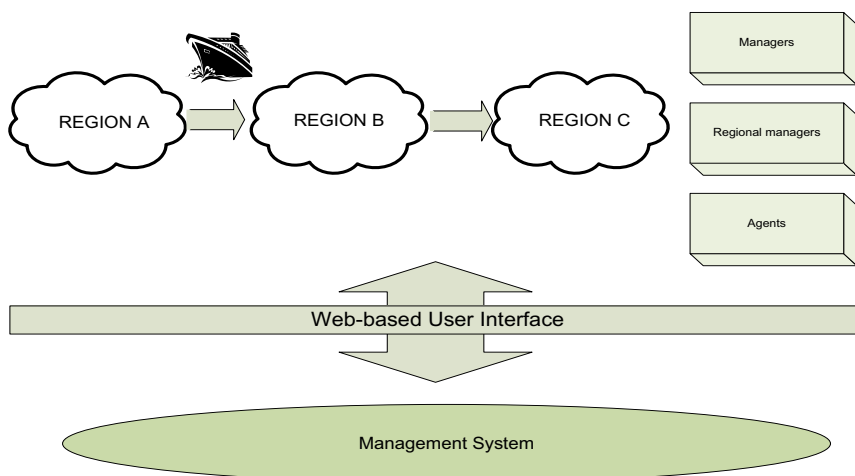 Managers
REGION A
REGION B
REGION C
Regional managers
Agents
Web-based User Interface
Management System